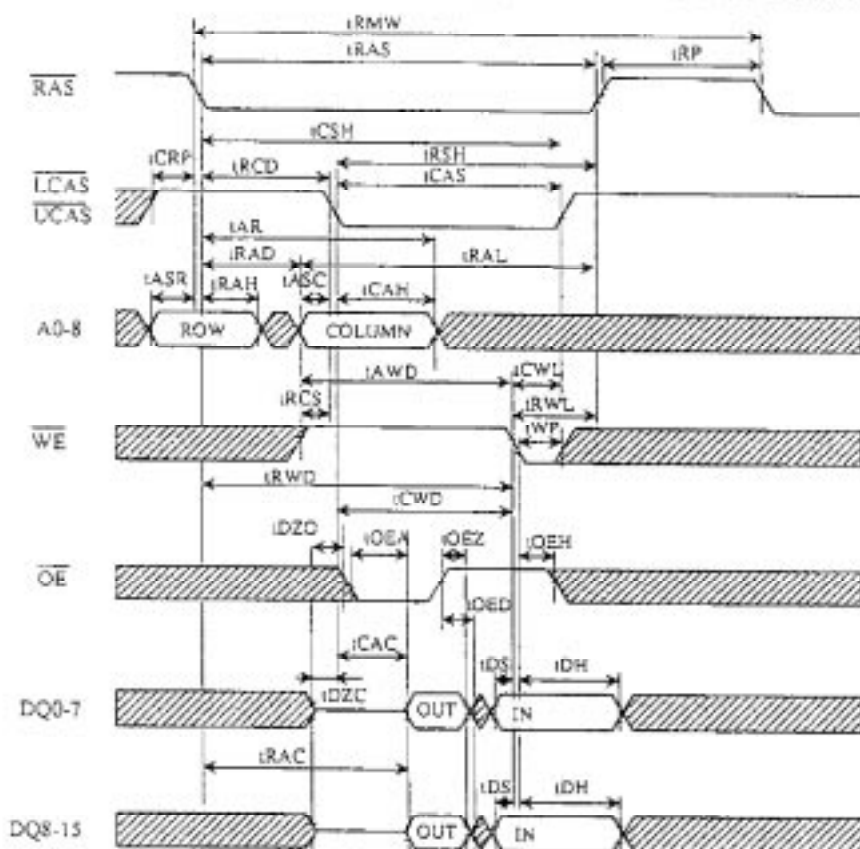 tRMW
tRAS
tRP
RAS
tCSH
tCRP
tRSH
tRCD
tCAS
LCAS
UCAS
tAR
tRAD
tRAL
tASR
tRAH
tASC
tCAH
A0-8
ROW
COLUMN
tAWD
tCWL
tRCS
tRWL
tWP
WE
tRWD
tCWD
tDZO
tOEA
tOEZ
tOEH
OE
tOED
tCAC
tDS
tDH
tDZC
DQ0-7
OUT
IN
tRAC
tDS
tDH
DQ8-15
OUT
IN